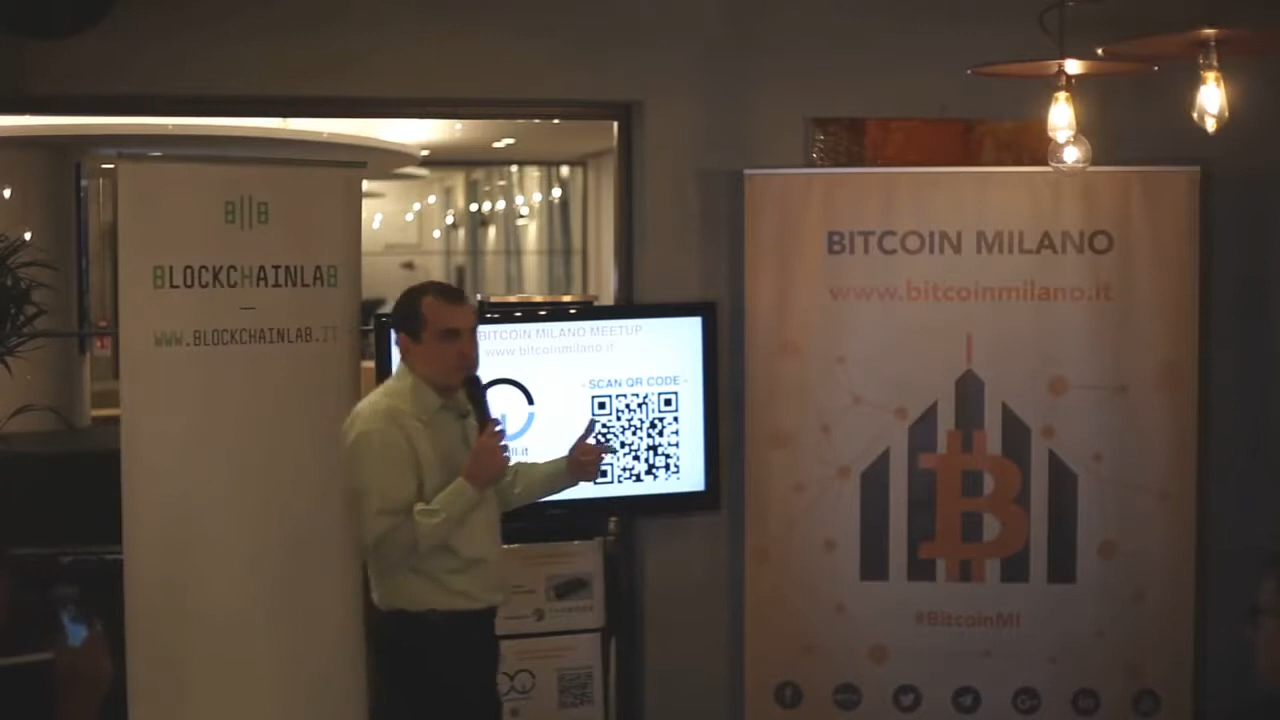 B||B
BLOCKCHAINLAB
WWW.BLOCKCHAINLAB.IT
BITCOIN MILANO MEETUP
www.bitcoinmilano.it
- SCAN QR CODE -
BITCOIN MILANO
www.bitcoinmilano.it
#BitcoinMI